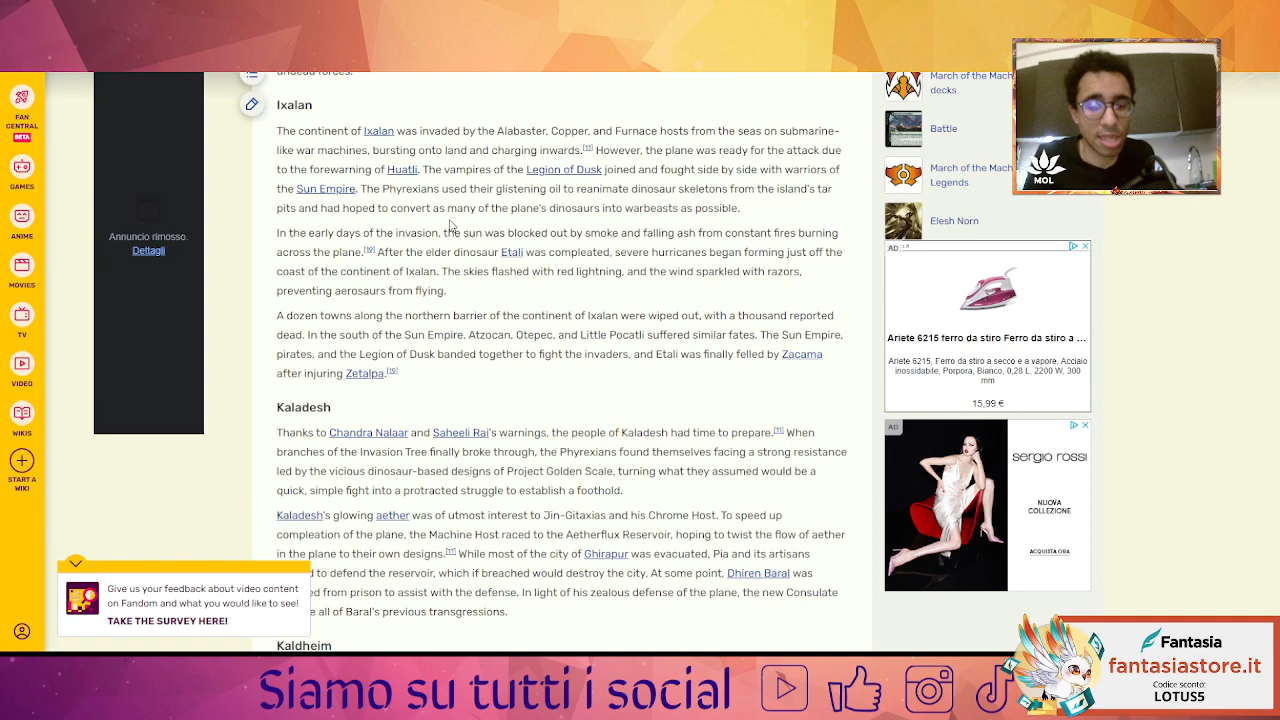 undead forces.
Ixalan
The continent of Ixalan was invaded by the Alabaster, Copper, and Furnace hosts from the seas on submarine-
like war machines, bursting onto land and charging inwards.[11] However, the plane was ready for the attack due
to the forewarning of Huatli. The vampires of the Legion of Dusk joined and fought side by side with warriors of
the Sun Empire. The Phyrexians used their glistening oil to reaninate dinosaur skeletons from the land's tar
pits and had hoped to convert as many of the plane's dinosaurs into warbeasts as possible.
In the early days of the invasion, the sun was blocked out by smoke and falling ash from constant fires burning
across the plane.[19] After the elder dinosaur Etali was compleated, severe hurricanes began forming just off the
coast of the continent of Ixalan. The skies flashed with red lightning, and the wind sparkled with razors,
preventing aerosaurs from flying.
A dozen towns along the northern barrier of the continent of Ixalan were wiped out, with a thousand reported
dead. In the south of the Sun Empire, Atzocan, Otepec, and Little Pocatli suffered similar fates. The Sun Empire,
pirates, and the Legion of Dusk banded together to fight the invaders, and Etali was finally felled by Zacama
after injuring Zetalpa.[19]
Kaladesh
Thanks to Chandra Nalaar and Saheeli Rai's warnings, the people of Kaladesh had time to prepare.[11] When
branches of the Invasion Tree finally broke through, the Phyrexians found themselves facing a strong resistance
led by the vicious dinosaur-based designs of Project Golden Scale, turning what they assumed would be a
quick, simple fight into a protracted struggle to establish a foothold.
Kaladesh's glowing aether was of utmost interest to Jin-Gitaxias and his Chrome Host. To speed up
compleation of the plane, the Machine Host raced to the Aetherflux Reservoir, hoping to twist the flow of aether
in the plane to their own designs.[11] While most of the city of Ghirapur was evacuated, Pia and its artisans
d to defend the reservoir, which if breached would destroy the city. At some point, Dhiren Baral was
from prison to assist with the defense. In light of his zealous defense of the plane, the new Consulate
all of Baral's previous transgressions.
Kaldheim
FAN
CENTRAL
BETA
GAMES
ANIME
MOVIES
TV
VIDEO
WIKIS
START A
WIKI
Annuncio rimosso.
Dettagli
Give us your feedback about video content
on Fandom and what you would like to see!
TAKE THE SURVEY HERE!
March of the Mach
decks
Battle
March of the Mach
Legends
Elesh Norn
AD
Ariete 6215 ferro da stiro Ferro da stiro a ...
Ariete 6215, Ferro da stiro a secco e a vapore, Acciaio
inossidabile, Porpora, Bianco, 0,28 L, 2200 W, 300
mm
15,99 €
AD
sergio rossi
NUOVA
COLLEZIONE
ACQUISTA ORA
MOL
Siamo su tutti i social
Fantasia
fantasiastore.it
Codice sconto:
LOTUS5